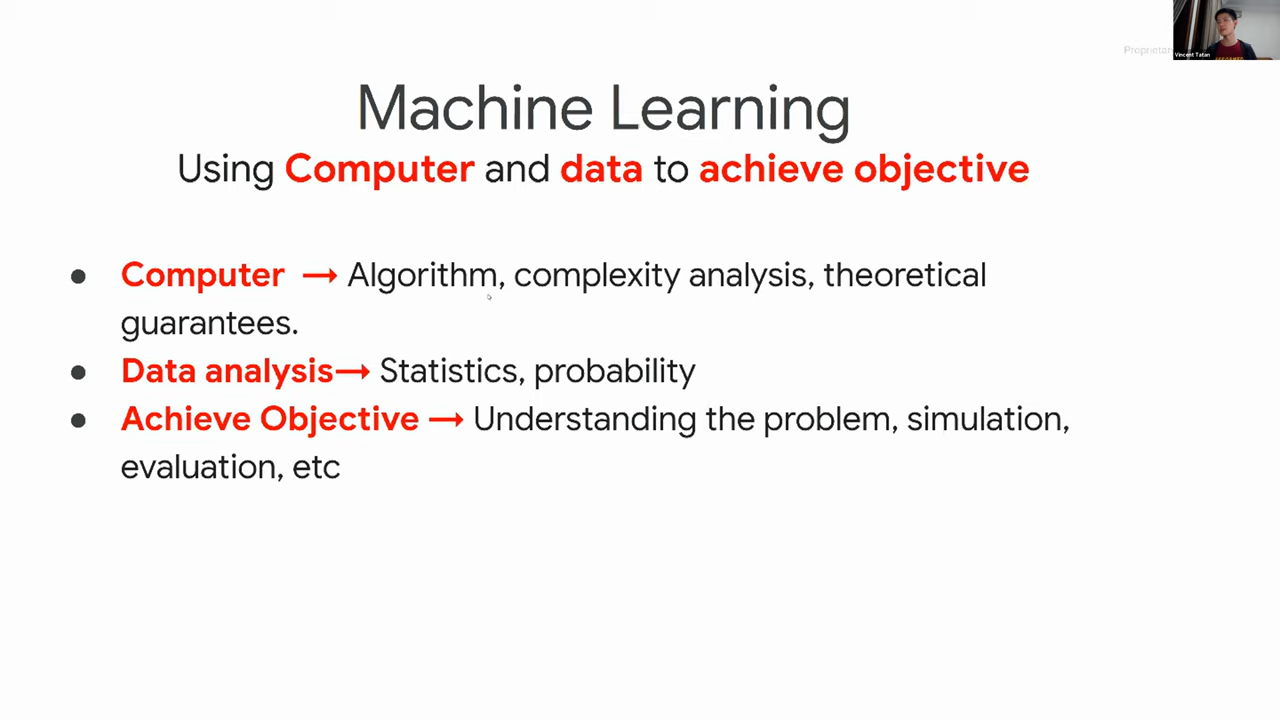 Vincent Tatan
Machine Learning
Using Computer and data to achieve objective
● Computer → Algorithm, complexity analysis, theoretical
guarantees.
● Data analysis→ Statistics, probability
● Achieve Objective → Understanding the problem, simulation,
evaluation, etc